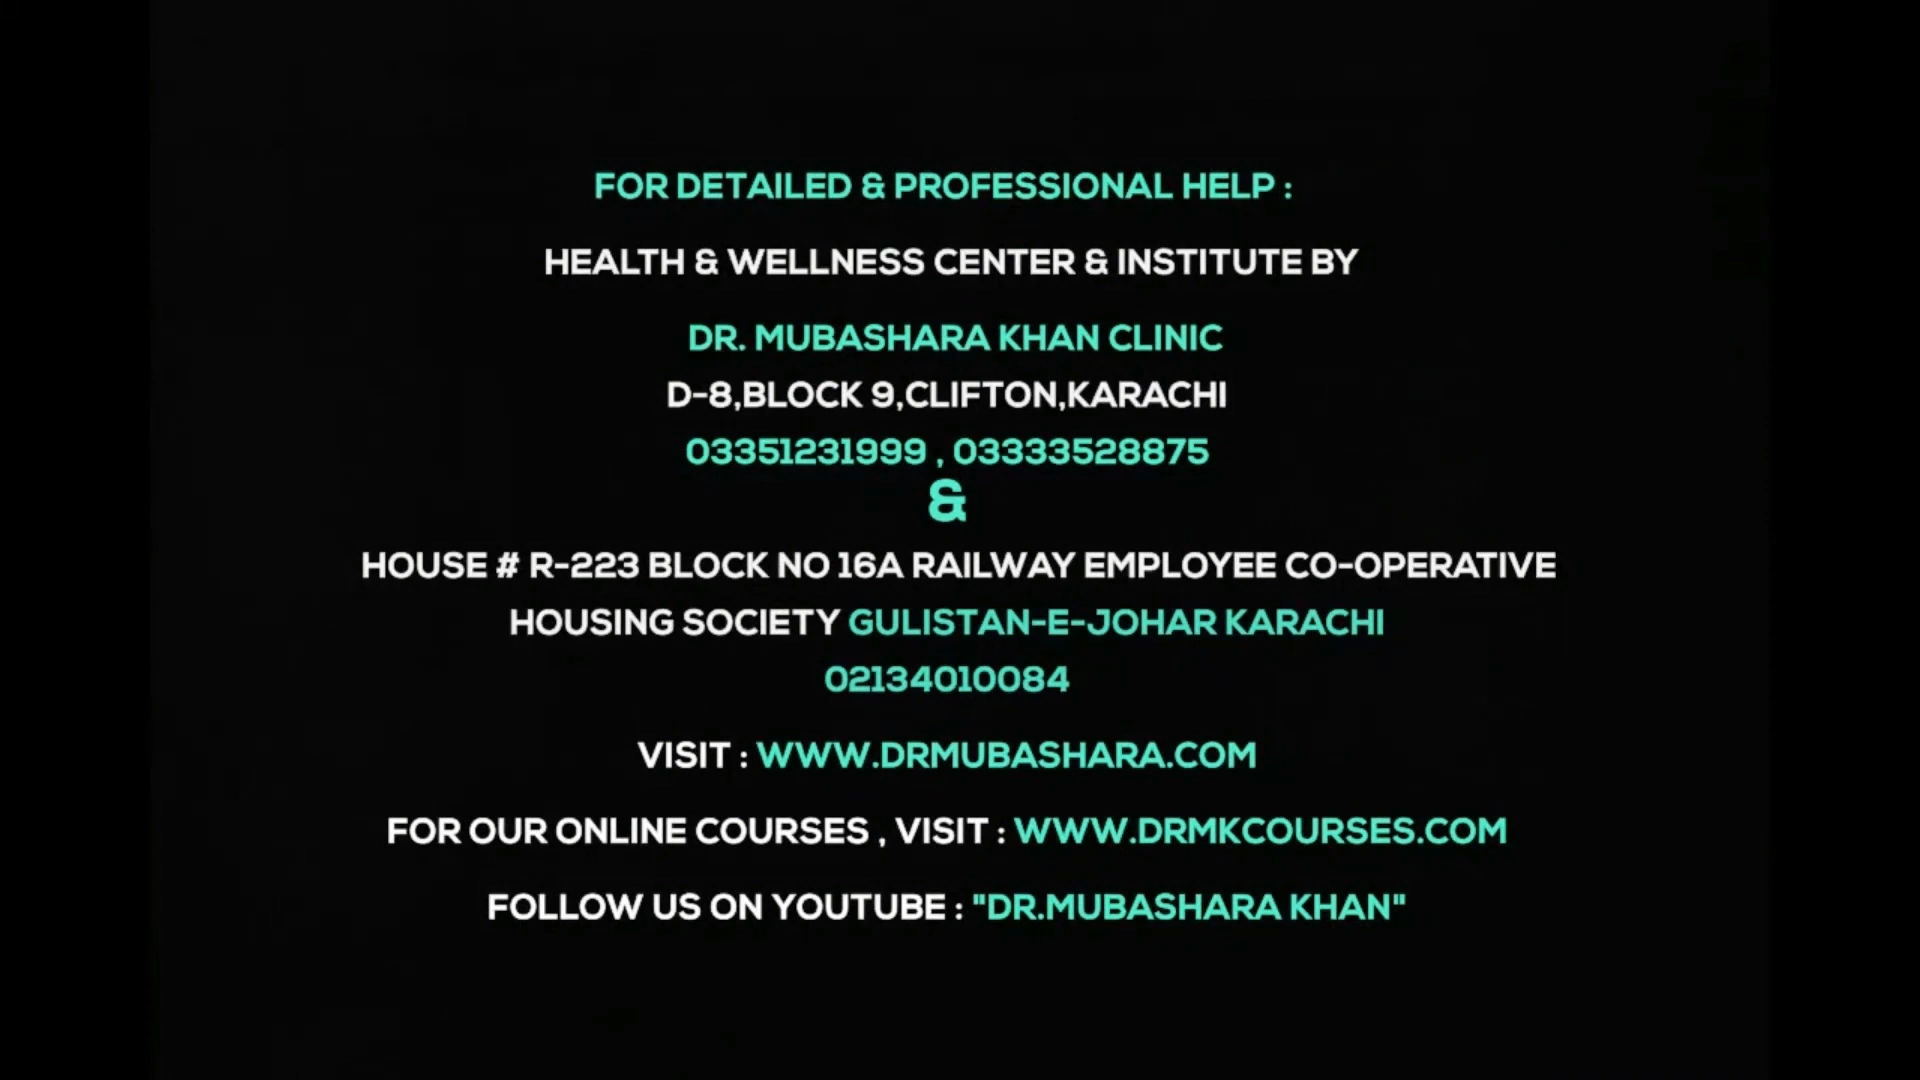 FOR DETAILED & PROFESSIONAL HELP :
HEALTH & WELLNESS CENTER & INSTITUTE BY
DR. MUBASHARA KHAN CLINIC
D-8,BLOCK 9,CLIFTON,KARACHI
03351231999 , 03333528875
&
HOUSE # R-223 BLOCK NO 16A RAILWAY EMPLOYEE CO-OPERATIVE
HOUSING SOCIETY GULISTAN-E-JOHAR KARACHI
02134010084
VISIT : WWW.DRMUBASHARA.COM
FOR OUR ONLINE COURSES , VISIT : WWW.DRMKCOURSES.COM
FOLLOW US ON YOUTUBE : "DR.MUBASHARA KHAN"